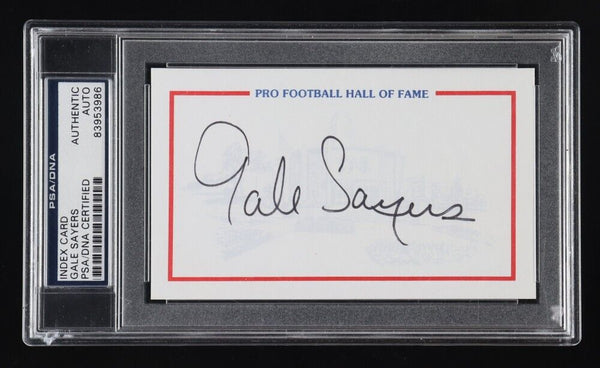 PSA/DNA
INDEX CARD
GALE SAYERS
PSA/DNA CERTIFIED
AUTHENTIC
AUTO
83953986
PRO FOOTBALL HALL OF FAME
Gale Sayers